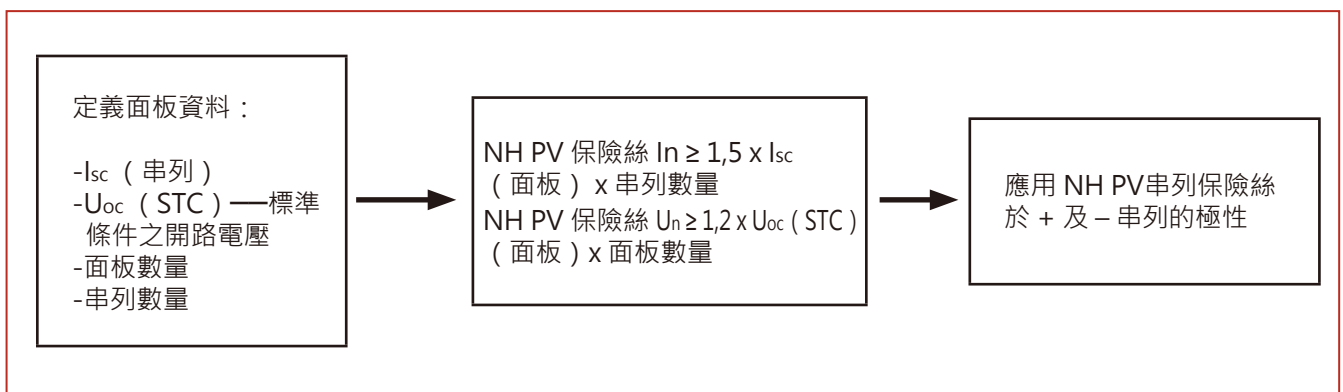 定義面板資料：
-Isc（串列）
-Uoc（STC）──標準
條件之開路電壓
-面板數量
-串列數量
NH PV 保險絲 In ≥ 1,5 x Isc
（面板）x 串列數量
NH PV 保險絲 Un ≥ 1,2 x Uoc（STC）
（面板）x 面板數量
應用 NH PV串列保險絲
於 + 及 – 串列的極性